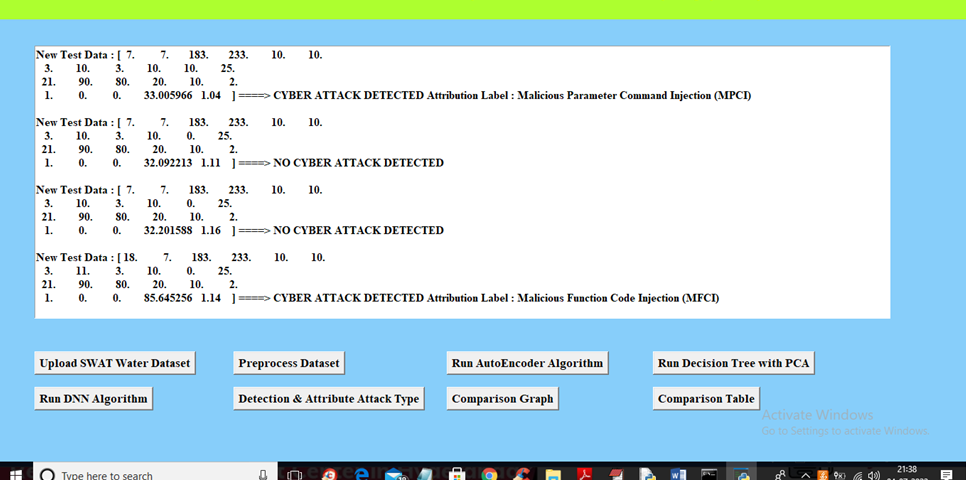 New Test Data : [ 7. 7. 183. 233. 10. 10.
3. 10. 3. 10. 10. 25.
21. 90. 80. 20. 10. 2.
1. 0. 0. 33.005966 1.04 ] ====> CYBER ATTACK DETECTED Attribution Label : Malicious Parameter Command Injection (MPCI)
New Test Data : [ 7. 7. 183. 233. 10. 10.
3. 10. 3. 10. 0. 25.
21. 90. 80. 20. 10. 2.
1. 0. 0. 32.092213 1.11 ] ====> NO CYBER ATTACK DETECTED
New Test Data : [ 7. 7. 183. 233. 10. 10.
3. 10. 3. 10. 0. 25.
21. 90. 80. 20. 10. 2.
1. 0. 0. 32.201588 1.16 ] ====> NO CYBER ATTACK DETECTED
New Test Data : [ 18. 7. 183. 233. 10. 10.
3. 11. 3. 10. 0. 25.
21. 90. 80. 20. 10. 2.
1. 0. 0. 85.645256 1.14 ] ====> CYBER ATTACK DETECTED Attribution Label : Malicious Function Code Injection (MFCI)
Upload SWAT Water Dataset Preprocess Dataset Run AutoEncoder Algorithm Run Decision Tree with PCA
Run DNN Algorithm Detection & Attribute Attack Type Comparison Graph Comparison Table
Activate Windows
Go to Settings to activate Windows.
Type here to search 21:38